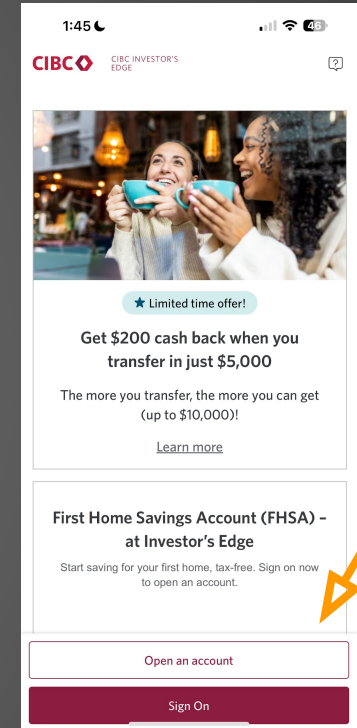 1:45
46
CIBC
CIBC INVESTOR'S
EDGE
?
Limited time offer!
Get $200 cash back when you
transfer in just $5,000
The more you transfer, the more you can get
(up to $10,000)!
Learn more
First Home Savings Account (FHSA) –
at Investor's Edge
Start saving for your first home, tax-free. Sign on now
to open an account.
Open an account
Sign On